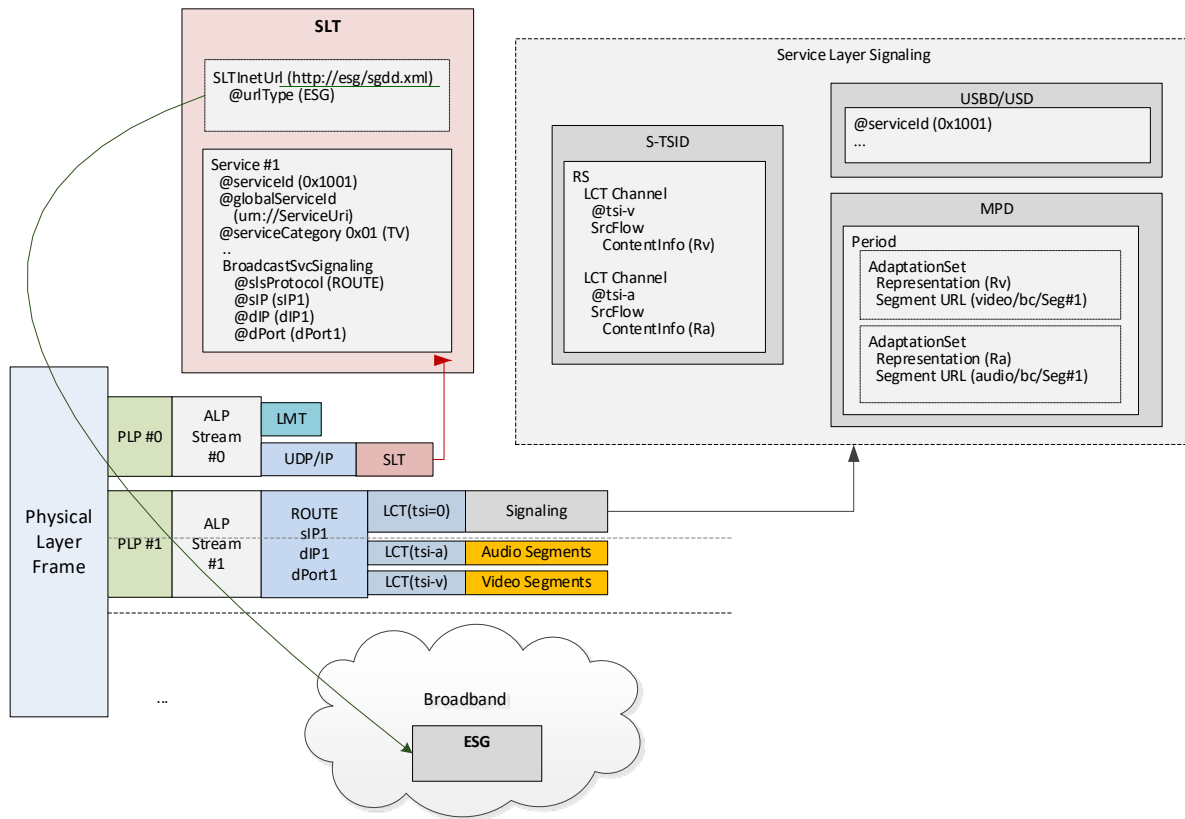 SLT
SLTInetUrl (http://esg/sgdd.xml)
@urlType (ESG)
Service #1
@serviceId (0x1001)
@globalServiceId
(urn://ServiceUri)
@serviceCategory 0x01 (TV)
..
BroadcastSvcSignaling
@slsProtocol (ROUTE)
@sIP (sIP1)
@dIP (dIP1)
@dPort (dPort1)
Service Layer Signaling
S-TSID
RS
LCT Channel
@tsi-v
SrcFlow
ContentInfo (Rv)
LCT Channel
@tsi-a
SrcFlow
ContentInfo (Ra)
USBD/USD
@serviceId (0x1001)
...
MPD
Period
AdaptationSet
Representation (Rv)
Segment URL (video/bc/Seg#1)
AdaptationSet
Representation (Ra)
Segment URL (audio/bc/Seg#1)
Physical
Layer
Frame
PLP #0
ALP
Stream
#0
LMT
UDP/IP
SLT
PLP #1
ALP
Stream
#1
ROUTE
sIP1
dIP1
dPort1
LCT(tsi=0)
Signaling
LCT(tsi-a)
Audio Segments
LCT(tsi-v)
Video Segments
...
Broadband
ESG